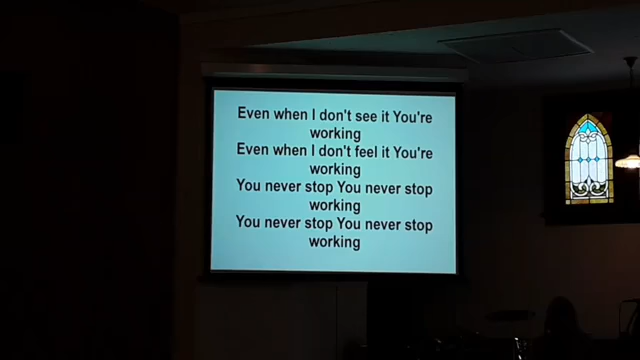 Even when I don't see it You're
working
Even when I don't feel it You're
working
You never stop You never stop
working
You never stop You never stop
working